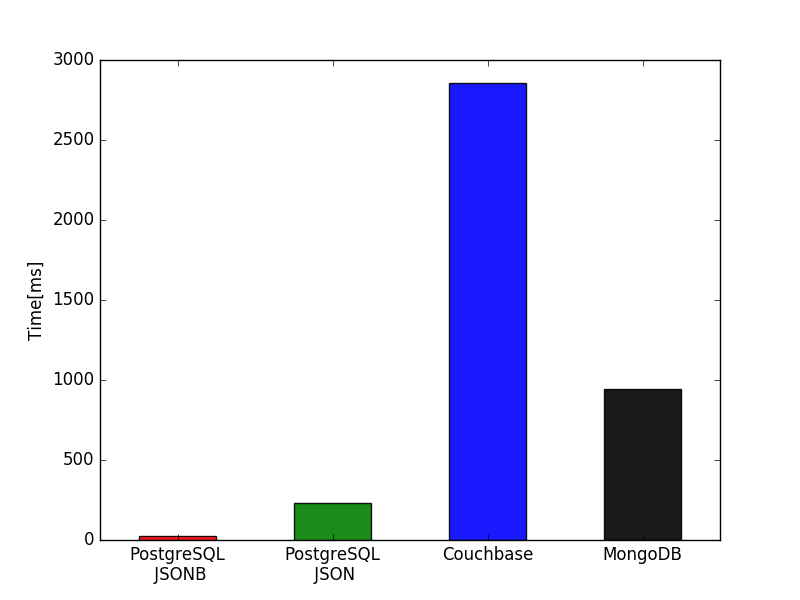 3000
2500
2000
1500
1000
500
0
Time[ms]
PostgreSQL
JSONB
PostgreSQL
JSON
Couchbase
MongoDB